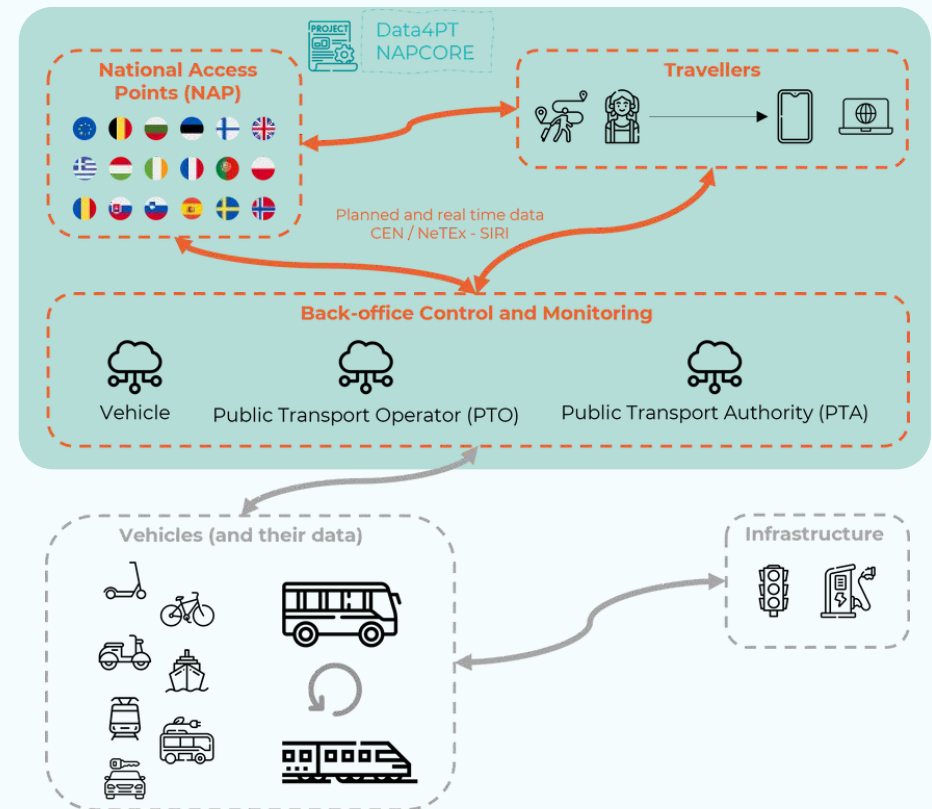 PROJECT
Data4PT
NAPCORE
National Access
Points (NAP)
Travellers
Planned and real time data
CEN / NeTEx - SIRI
Back-office Control and Monitoring
Vehicle
Public Transport Operator (PTO)
Public Transport Authority (PTA)
Vehicles (and their data)
Infrastructure